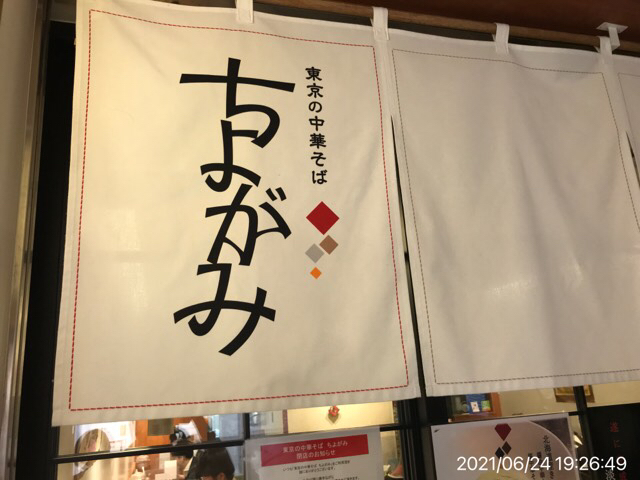 東京の中華そば
ちよがみ
東京の中華そば ちよがみ
閉店のお知らせ
2021/06/24 19:26:49